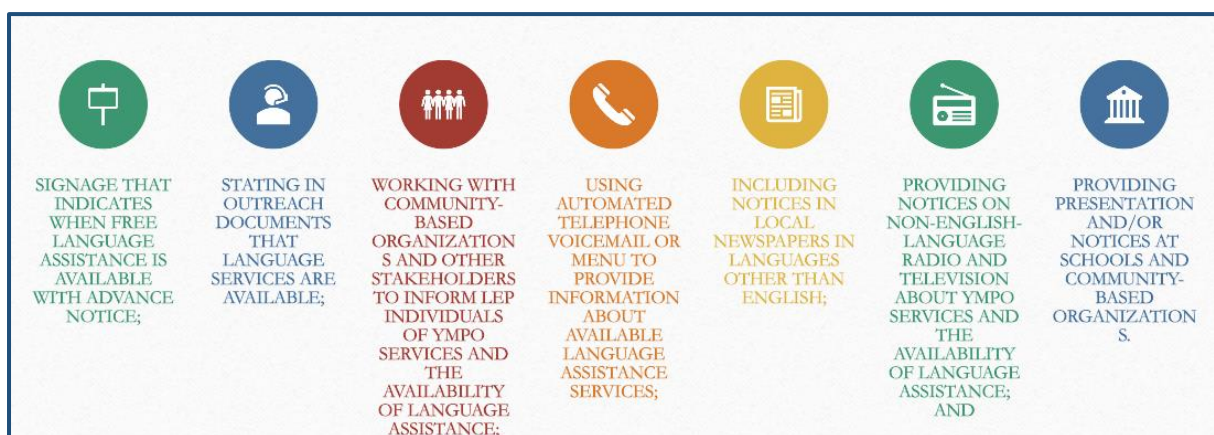 SIGNAGE THAT
INDICATES
WHEN FREE
LANGUAGE
ASSISTANCE IS
AVAILABLE
WITH ADVANCE
NOTICE;
STATING IN
OUTREACH
DOCUMENTS
THAT
LANGUAGE
SERVICES ARE
AVAILABLE;
WORKING WITH
COMMUNITY-
BASED
ORGANIZATION
S AND OTHER
STAKEHOLDERS
TO INFORM LEP
INDIVIDUALS
OF YMPO
SERVICES AND
THE
AVAILABILITY
OF LANGUAGE
ASSISTANCE;
USING
AUTOMATED
TELEPHONE
VOICEMAIL OR
MENU TO
PROVIDE
INFORMATION
ABOUT
AVAILABLE
LANGUAGE
ASSISTANCE
SERVICES;
INCLUDING
NOTICES IN
LOCAL
NEWSPAPERS IN
LANGUAGES
OTHER THAN
ENGLISH;
PROVIDING
NOTICES ON
NON-ENGLISH-
LANGUAGE
RADIO AND
TELEVISION
ABOUT YMPO
SERVICES AND
THE
AVAILABILITY
OF LANGUAGE
ASSISTANCE;
AND
PROVIDING
PRESENTATION
AND/OR
NOTICES AT
SCHOOLS AND
COMMUNITY-
BASED
ORGANIZATION
S.